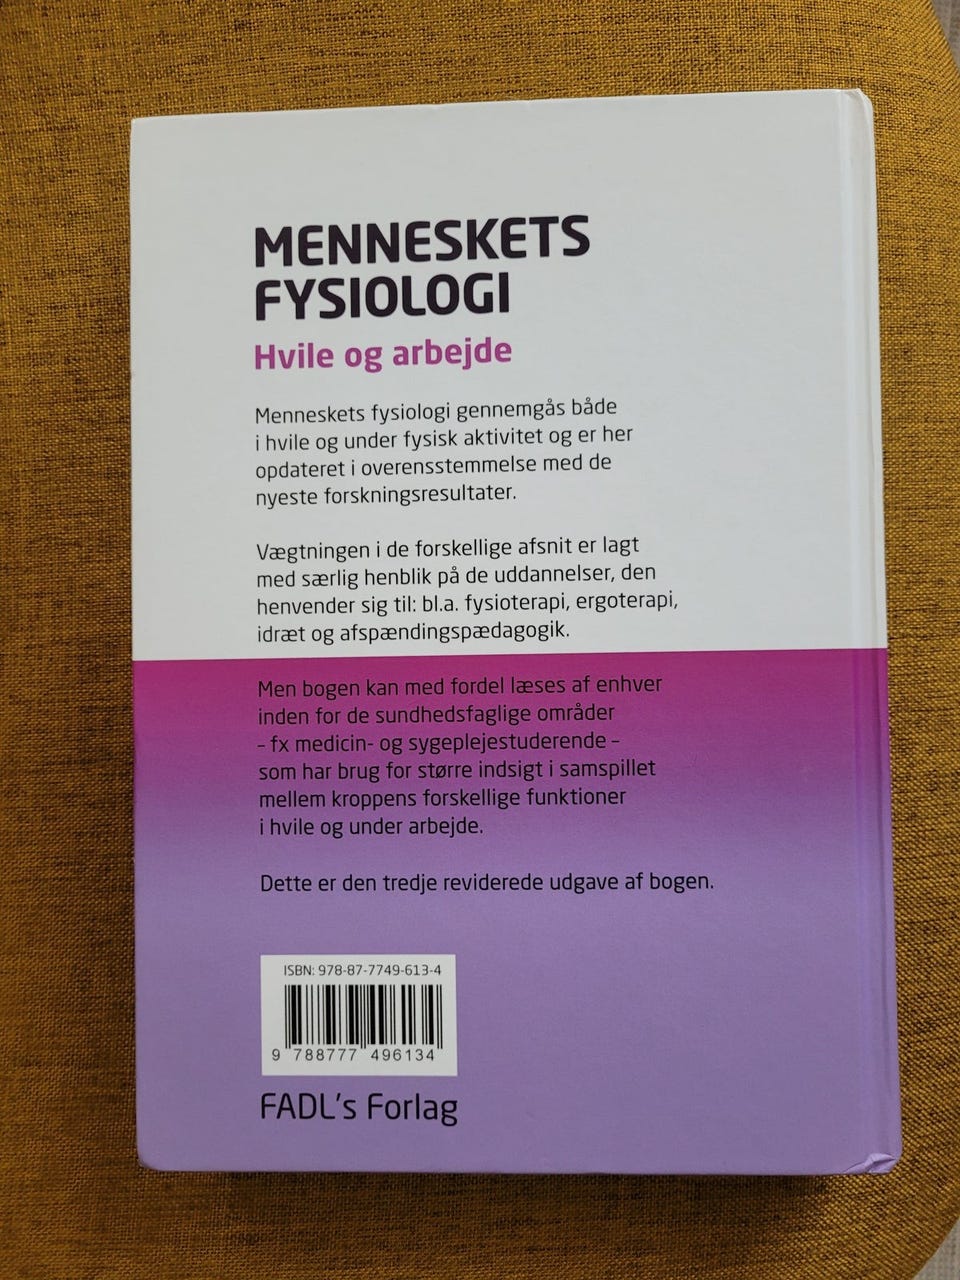 MENNESKETS
FYSIOLOGI
Hvile og arbejde
Menneskets fysiologi gennemgås både
i hvile og under fysisk aktivitet og er her
opdateret i overensstemmelse med de
nyeste forskningsresultater.
Vægtningen i de forskellige afsnit er lagt
med særlig henblik på de uddannelser, den
henvender sig til: bl.a. fysioterapi, ergoterapi,
idræt og afspændingspædagogik.
Men bogen kan med fordel læses af enhver
inden for de sundhedsfaglige områder
– fx medicin- og sygeplejestuderende –
som har brug for større indsigt i samspillet
mellem kroppens forskellige funktioner
i hvile og under arbejde.
Dette er den tredje reviderede udgave af bogen.
ISBN: 978-87-7749-613-4
9 788777 496134
FADL's Forlag